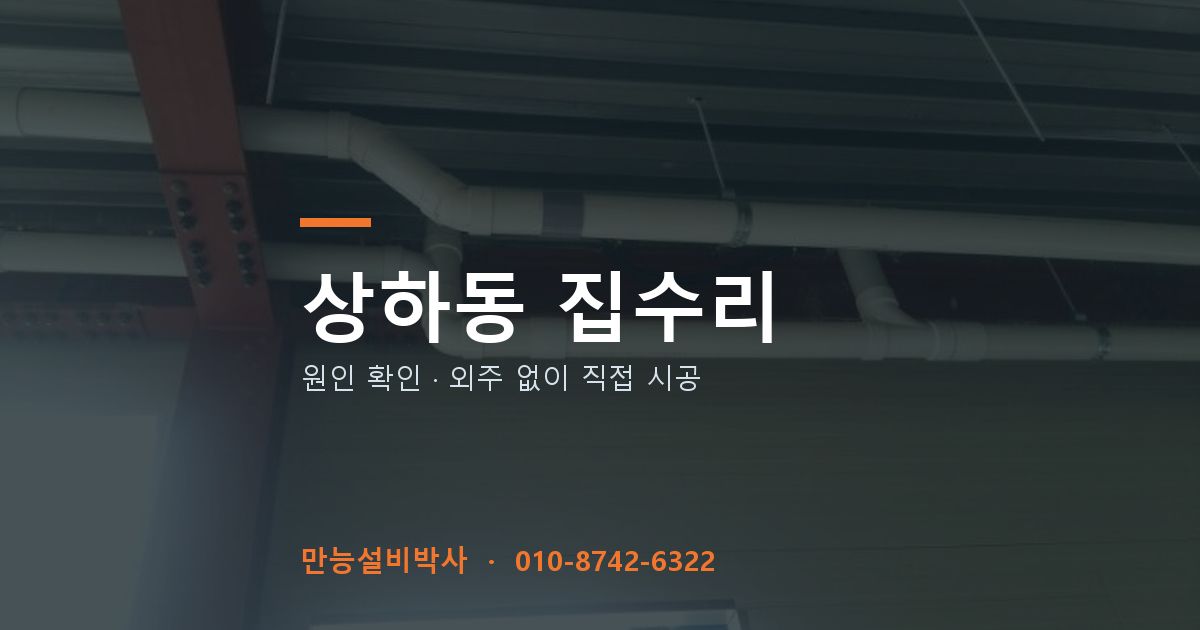 상하동 집수리
원인 확인 · 외주 없이 직접 시공
만능설비박사 · 010-8742-6322